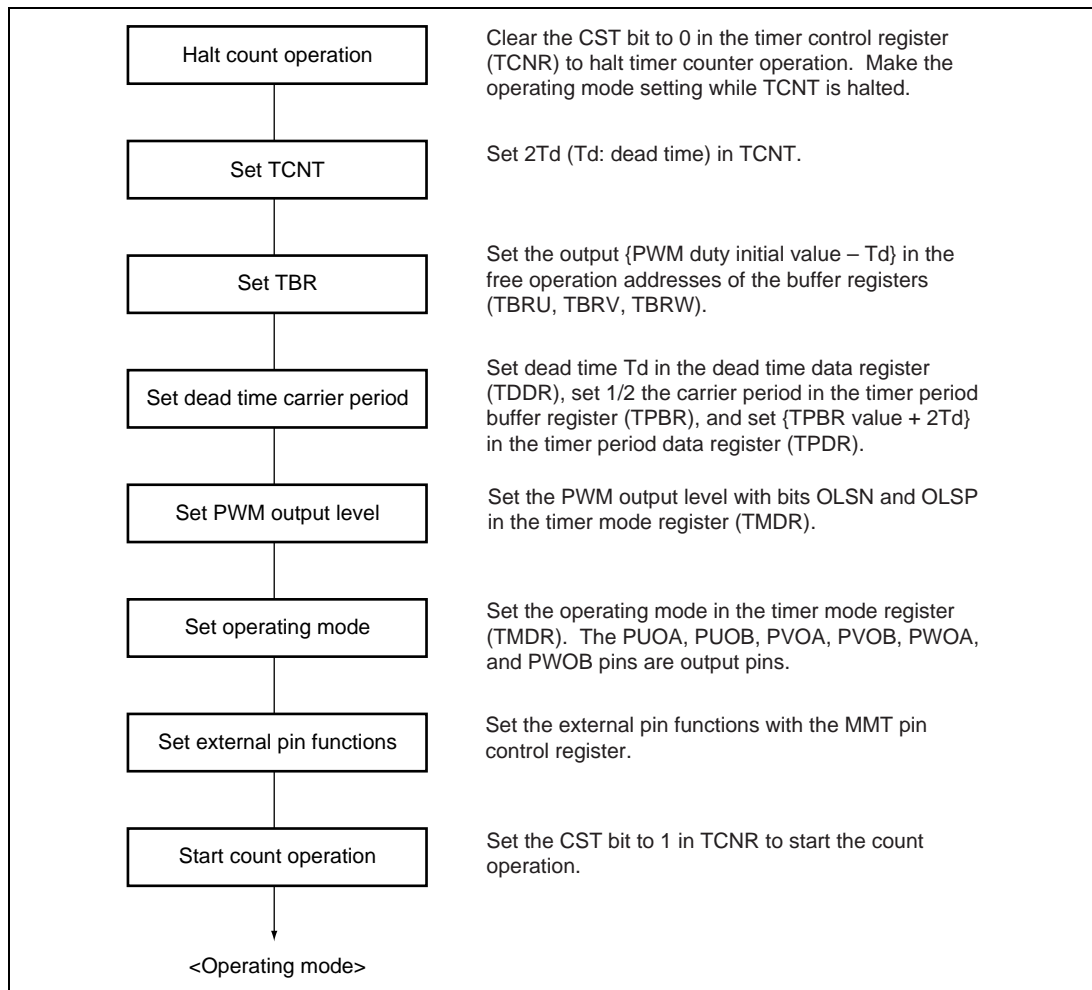 Halt count operation
Clear the CST bit to 0 in the timer control register
(TCNR) to halt timer counter operation.  Make the
operating mode setting while TCNT is halted.
Set TCNT
Set 2Td (Td: dead time) in TCNT.
Set TBR
Set the output {PWM duty initial value – Td} in the
free operation addresses of the buffer registers
(TBRU, TBRV, TBRW).
Set dead time carrier period
Set dead time Td in the dead time data register
(TDDR), set 1/2 the carrier period in the timer period
buffer register (TPBR), and set {TPBR value + 2Td}
in the timer period data register (TPDR).
Set PWM output level
Set the PWM output level with bits OLSN and OLSP
in the timer mode register (TMDR).
Set operating mode
Set the operating mode in the timer mode register
(TMDR).  The PUOA, PUOB, PVOA, PVOB, PWOA,
and PWOB pins are output pins.
Set external pin functions
Set the external pin functions with the MMT pin
control register.
Start count operation
Set the CST bit to 1 in TCNR to start the count
operation.
<Operating mode>